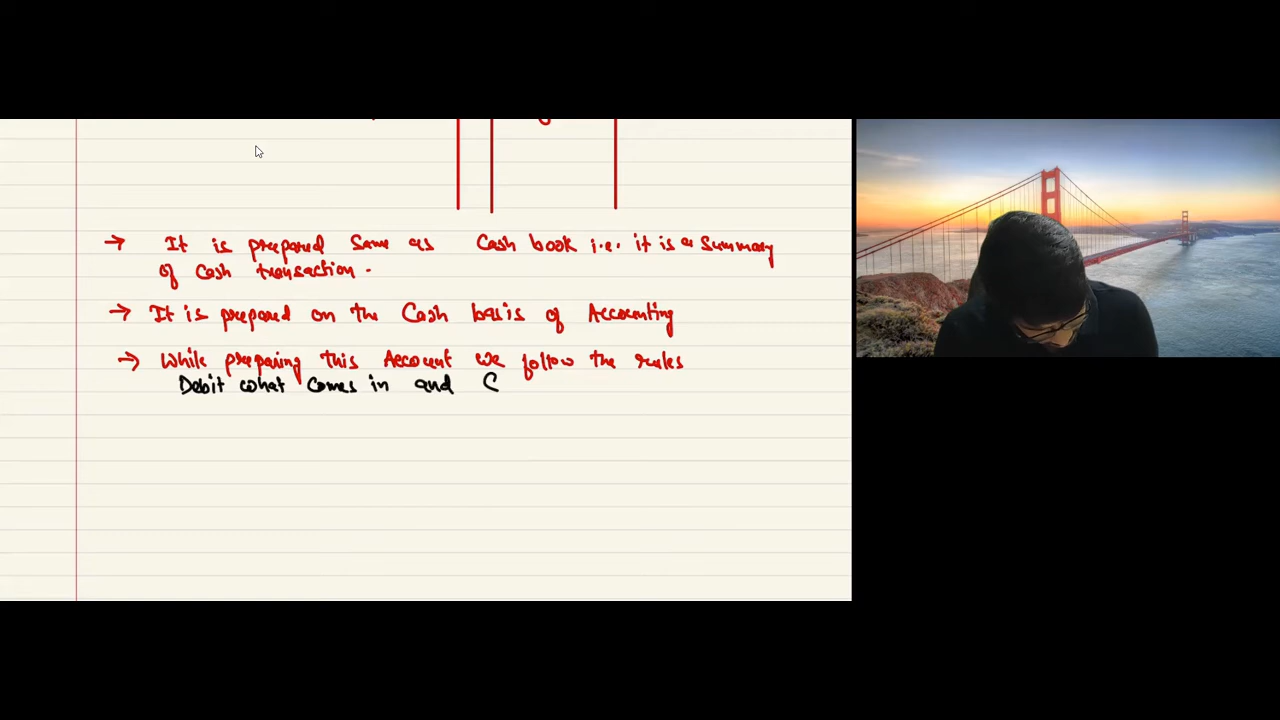 → It is prepared Same as Cash book i.e. it is a Summary
of Cash transaction.
→ It is prepared on the Cash basis of Accounting
→ While preparing this Account we follow the rules
Debit what Comes in and C